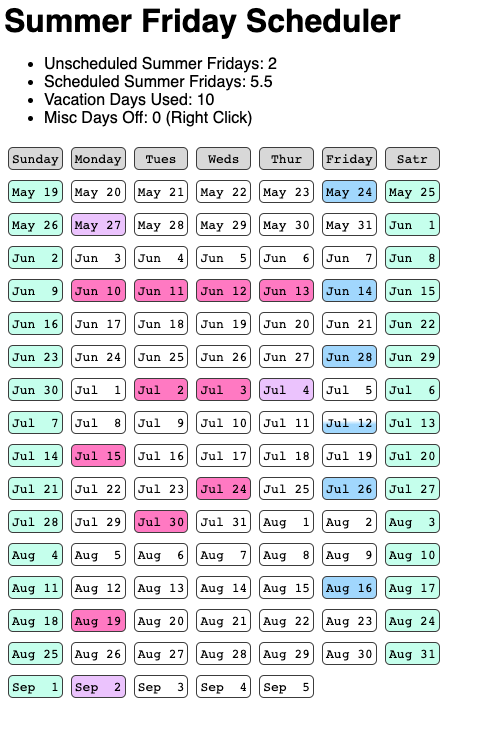 Summer Friday Scheduler
Unscheduled Summer Fridays: 2
Scheduled Summer Fridays: 5.5
Vacation Days Used: 10
Misc Days Off: 0 (Right Click)
Sunday Monday Tues Weds Thur Friday Satr
May 19 May 20 May 21 May 22 May 23 May 24 May 25
May 26 May 27 May 28 May 29 May 30 May 31 Jun 1
Jun 2 Jun 3 Jun 4 Jun 5 Jun 6 Jun 7 Jun 8
Jun 9 Jun 10 Jun 11 Jun 12 Jun 13 Jun 14 Jun 15
Jun 16 Jun 17 Jun 18 Jun 19 Jun 20 Jun 21 Jun 22
Jun 23 Jun 24 Jun 25 Jun 26 Jun 27 Jun 28 Jun 29
Jun 30 Jul 1 Jul 2 Jul 3 Jul 4 Jul 5 Jul 6
Jul 7 Jul 8 Jul 9 Jul 10 Jul 11 Jul 12 Jul 13
Jul 14 Jul 15 Jul 16 Jul 17 Jul 18 Jul 19 Jul 20
Jul 21 Jul 22 Jul 23 Jul 24 Jul 25 Jul 26 Jul 27
Jul 28 Jul 29 Jul 30 Jul 31 Aug 1 Aug 2 Aug 3
Aug 4 Aug 5 Aug 6 Aug 7 Aug 8 Aug 9 Aug 10
Aug 11 Aug 12 Aug 13 Aug 14 Aug 15 Aug 16 Aug 17
Aug 18 Aug 19 Aug 20 Aug 21 Aug 22 Aug 23 Aug 24
Aug 25 Aug 26 Aug 27 Aug 28 Aug 29 Aug 30 Aug 31
Sep 1 Sep 2 Sep 3 Sep 4 Sep 5